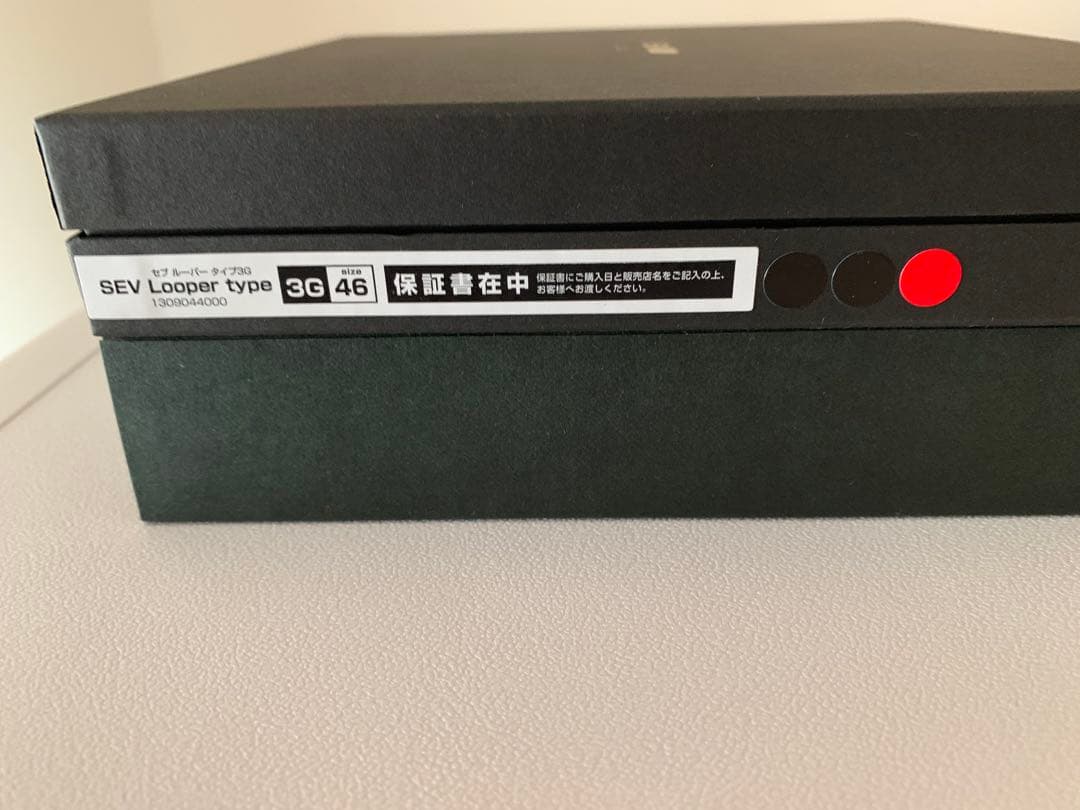 セブ ルーパー タイプ3G
SEV Looper type 3G size 46
1309044000
保証書在中
保証書にご購入日と販売店名をご記入の上、
お客様へお渡しください。